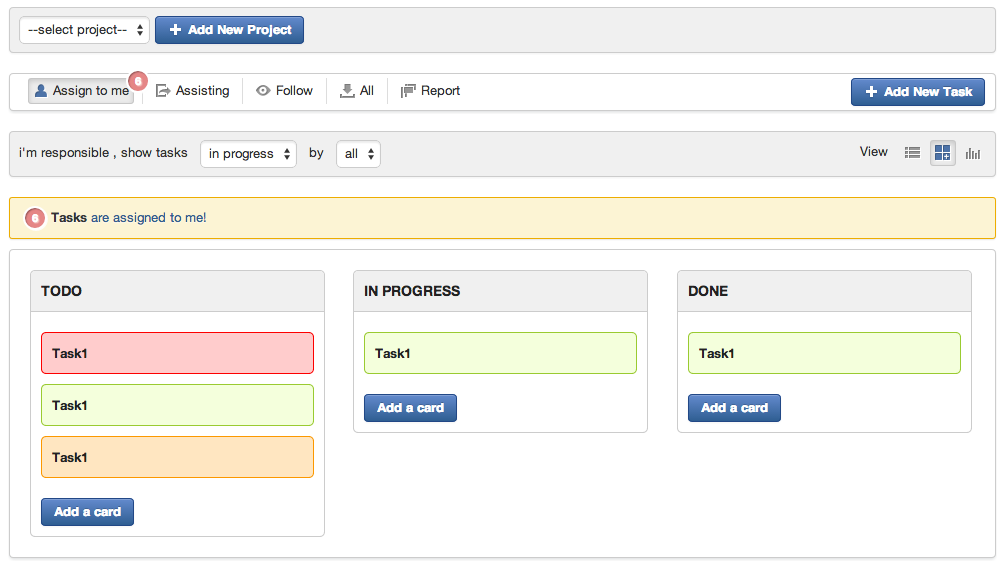 --select project-- Add New Project
Assign to me 6 Assisting Follow All Report Add New Task
i'm responsible , show tasks in progress by all View
6 Tasks are assigned to me!
TODO
Task1
Task1
Task1
Add a card
IN PROGRESS
Task1
Add a card
DONE
Task1
Add a card